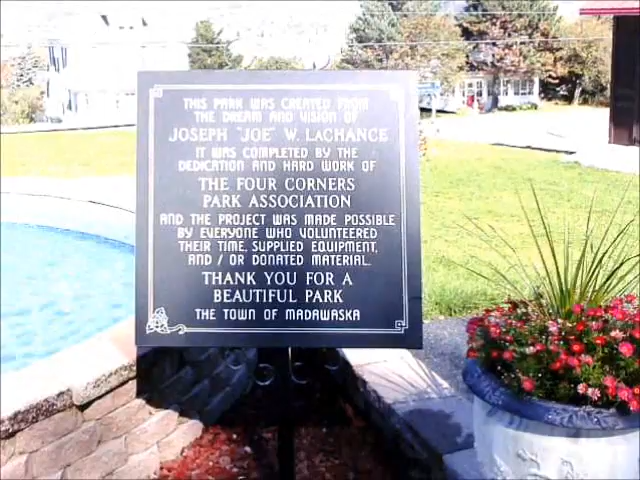 THIS PARK WAS CREATED FROM
THE DREAM AND VISION OF
JOSEPH "JOE" W. LACHANCE
IT WAS COMPLETED BY THE
DEDICATION AND HARD WORK OF
THE FOUR CORNERS
PARK ASSOCIATION
AND THE PROJECT WAS MADE POSSIBLE
BY EVERYONE WHO VOLUNTEERED
THEIR TIME, SUPPLIED EQUIPMENT,
AND / OR DONATED MATERIAL.
THANK YOU FOR A
BEAUTIFUL PARK
THE TOWN OF MADAWASKA